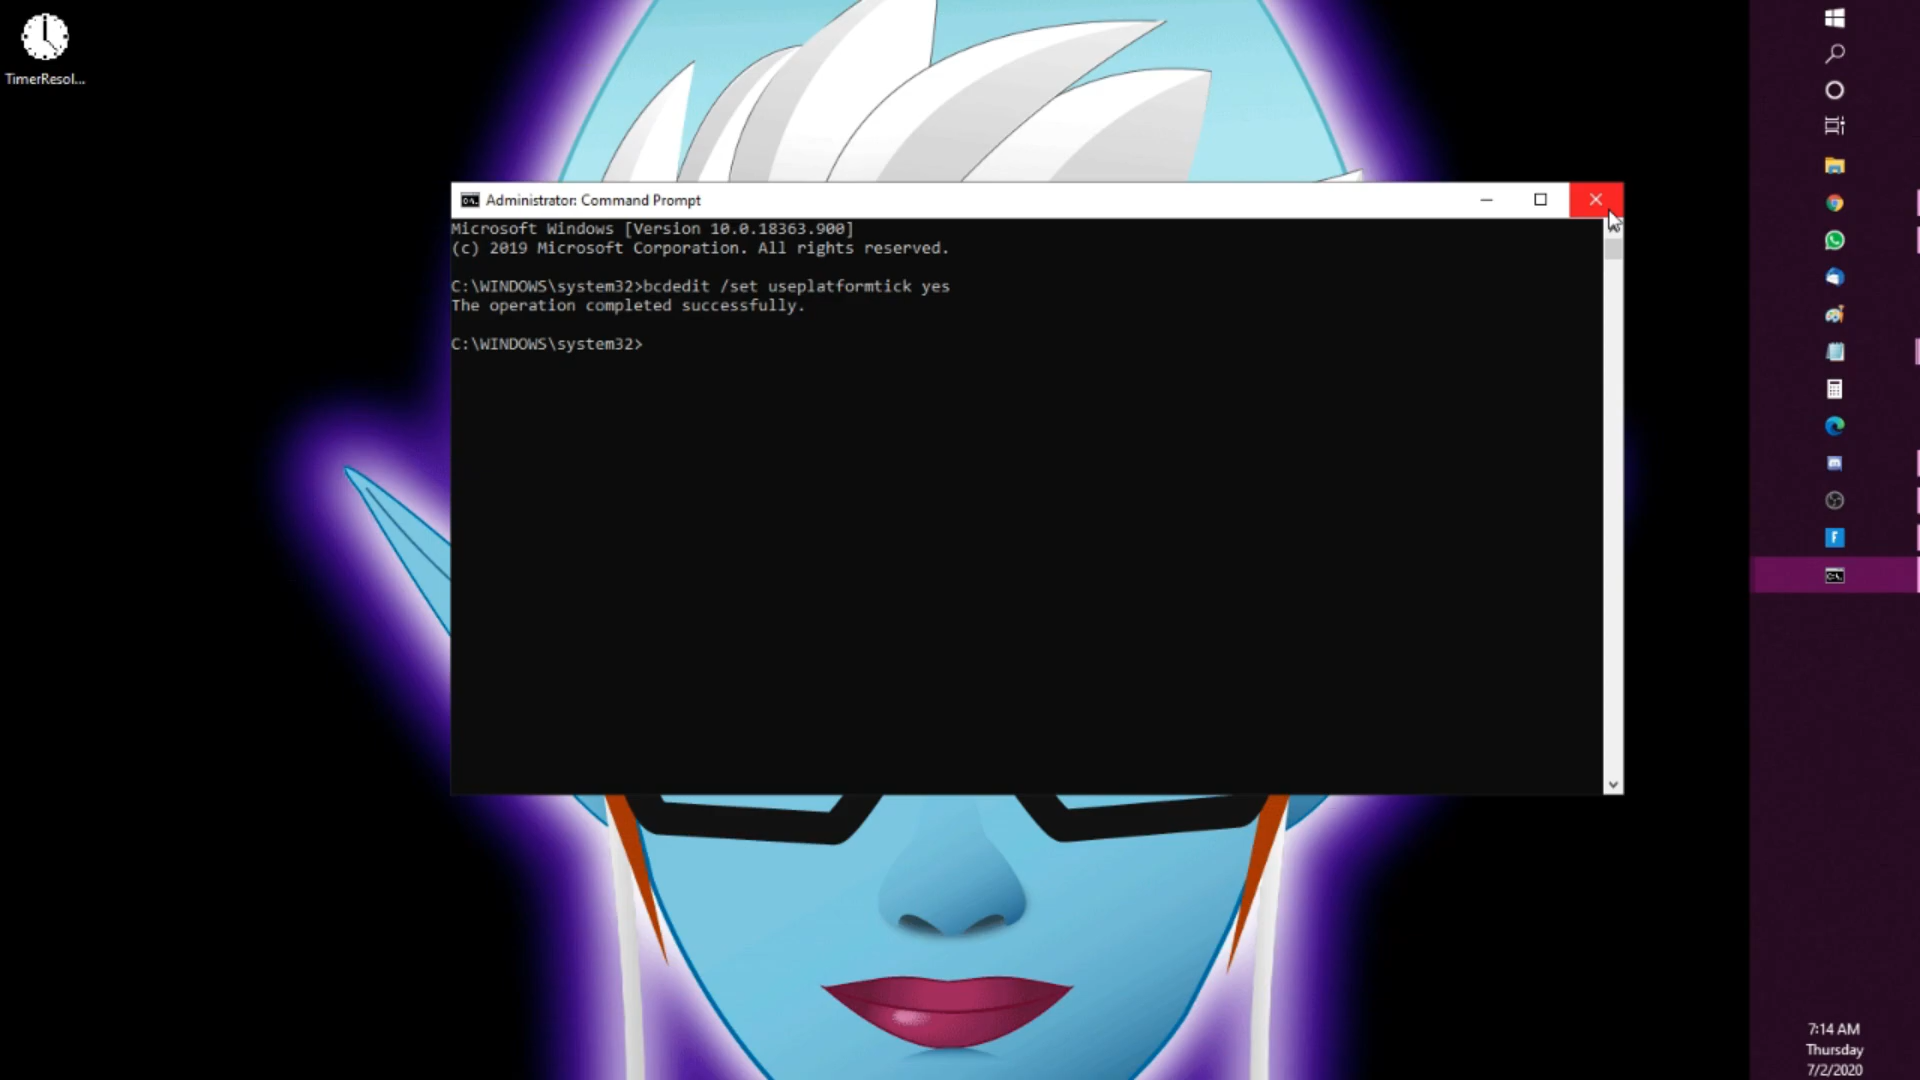 TimerResol...
Administrator: Command Prompt
Microsoft Windows [Version 10.0.18363.900]
(c) 2019 Microsoft Corporation. All rights reserved.
C:\WINDOWS\system32>bcdedit /set useplatformtick yes
The operation completed successfully.
C:\WINDOWS\system32>
7:14 AM
Thursday
7/2/2020